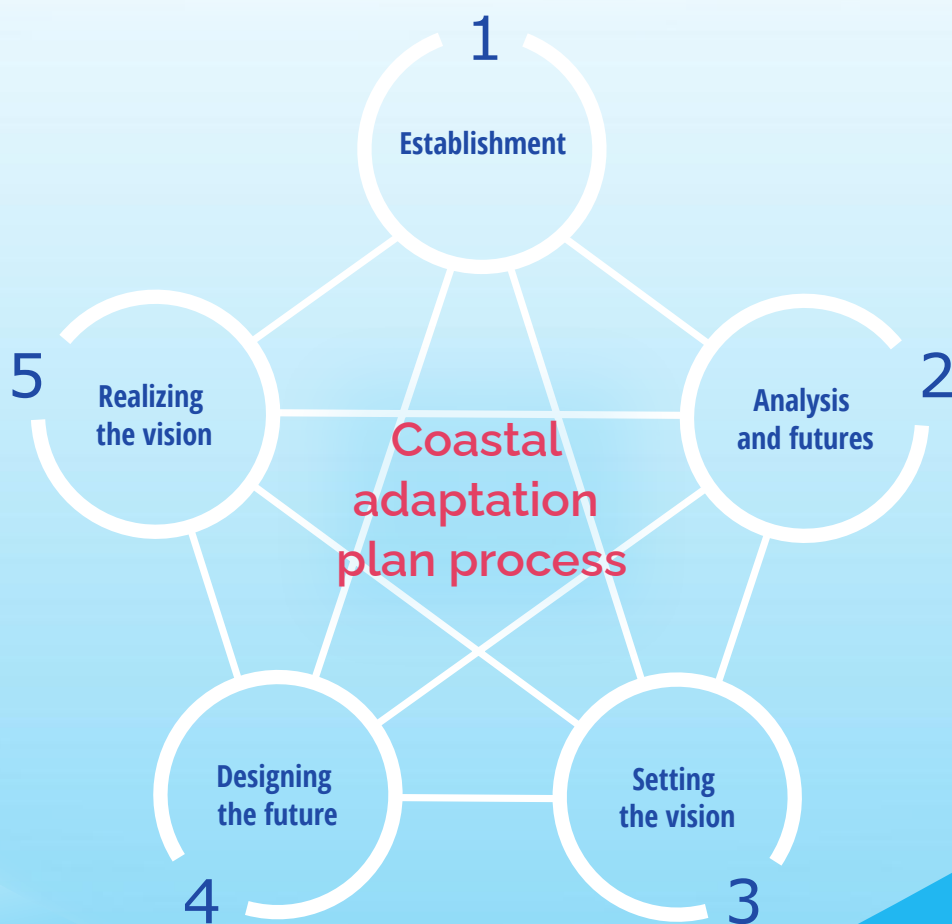 1
Establishment
2
Analysis
and futures
3
Setting
the vision
4
Designing
the future
5
Realizing
the vision
Coastal
adaptation
plan process